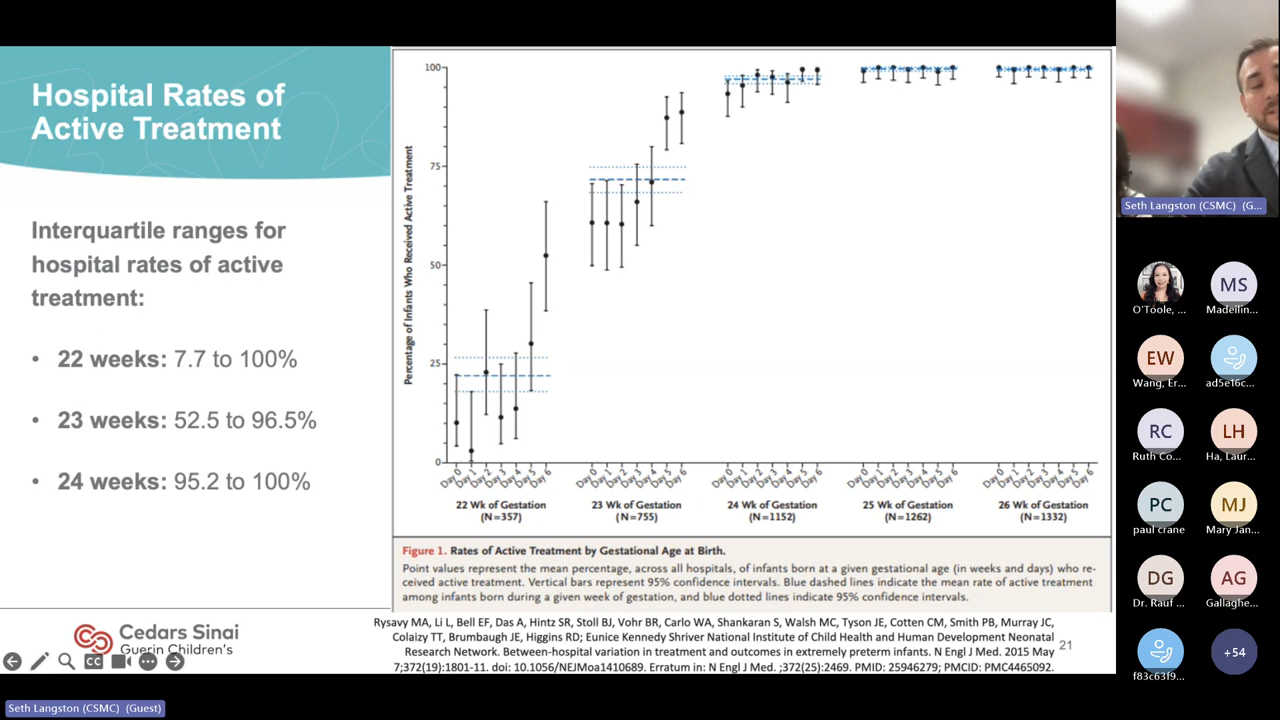 Hospital Rates of
Active Treatment
Interquartile ranges for
hospital rates of active
treatment:
• 22 weeks: 7.7 to 100%
• 23 weeks: 52.5 to 96.5%
• 24 weeks: 95.2 to 100%
Cedars Sinai
Guerin Children's
CC
Percentage of Infants Who Received Active Treatment
100
75
50
25
0
Day 0 Day 1 Day 2 Day 3 Day 4 Day 5 Day 6
Day 0 Day 1 Day 2 Day 3 Day 4 Day 5 Day 6
Day 0 Day 1 Day 2 Day 3 Day 4 Day 5 Day 6
Day 0 Day 1 Day 2 Day 3 Day 4 Day 5 Day 6
Day 0 Day 1 Day 2 Day 3 Day 4 Day 5 Day 6
22 Wk of Gestation
(N=357)
23 Wk of Gestation
(N=755)
24 Wk of Gestation
(N=1152)
25 Wk of Gestation
(N=1262)
26 Wk of Gestation
(N=1332)
Figure 1. Rates of Active Treatment by Gestational Age at Birth.
Point values represent the mean percentage, across all hospitals, of infants born at a given gestational age (in weeks and days) who re-
ceived active treatment. Vertical bars represent 95% confidence intervals. Blue dashed lines indicate the mean rate of active treatment
among infants born during a given week of gestation, and blue dotted lines indicate 95% confidence intervals.
Rysavy MA, Li L, Bell EF, Das A, Hintz SR, Stoll BJ, Vohr BR, Carlo WA, Shankaran S, Walsh MC, Tyson JE, Cotten CM, Smith PB, Murray JC,
Colaizy TT, Brumbaugh JE, Higgins RD; Eunice Kennedy Shriver National Institute of Child Health and Human Development Neonatal
Research Network. Between-hospital variation in treatment and outcomes in extremely preterm infants. N Engl J Med. 2015 May
7;372(19):1801-11. doi: 10.1056/NEJMoa1410689. Erratum in: N Engl J Med. ;372(25):2469. PMID: 25946279; PMCID: PMC4465092.
21
Seth Langston (CSMC) (G...
O'Toole, ...
MS
Madeilin...
EW
Wang, Er...
ad5e16c...
RC
Ruth Co...
LH
Ha, Laur...
PC
paul crane
MJ
Mary Jan...
DG
Dr. Rauf ...
AG
Gallaghe...
f83c63f9...
+54
Seth Langston (CSMC) (Guest)